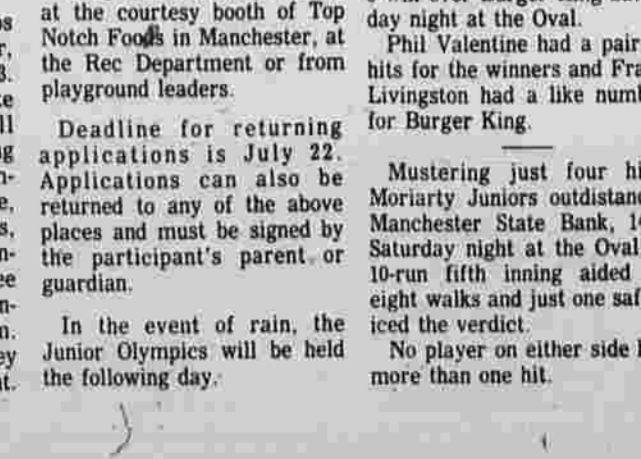 at the courtesy booth of Top
Notch Foods in Manchester, at
the Rec Department or from
playground leaders.
Deadline for returning
applications is July 22.
Applications can also be
returned to any of the above
places and must be signed by
the participant's parent or
guardian.
In the event of rain, the
Junior Olympics will be held
the following day.
day night at the Oval.
Phil Valentine had a pair
hits for the winners and
Livingston had a like
for Burger King.
Mustering just four
Moriarty Juniors
Manchester State Bank,
Saturday night at the Oval
10-run fifth inning aided
eight walks and just one
iced the verdict.
No player on either side
more than one hit.